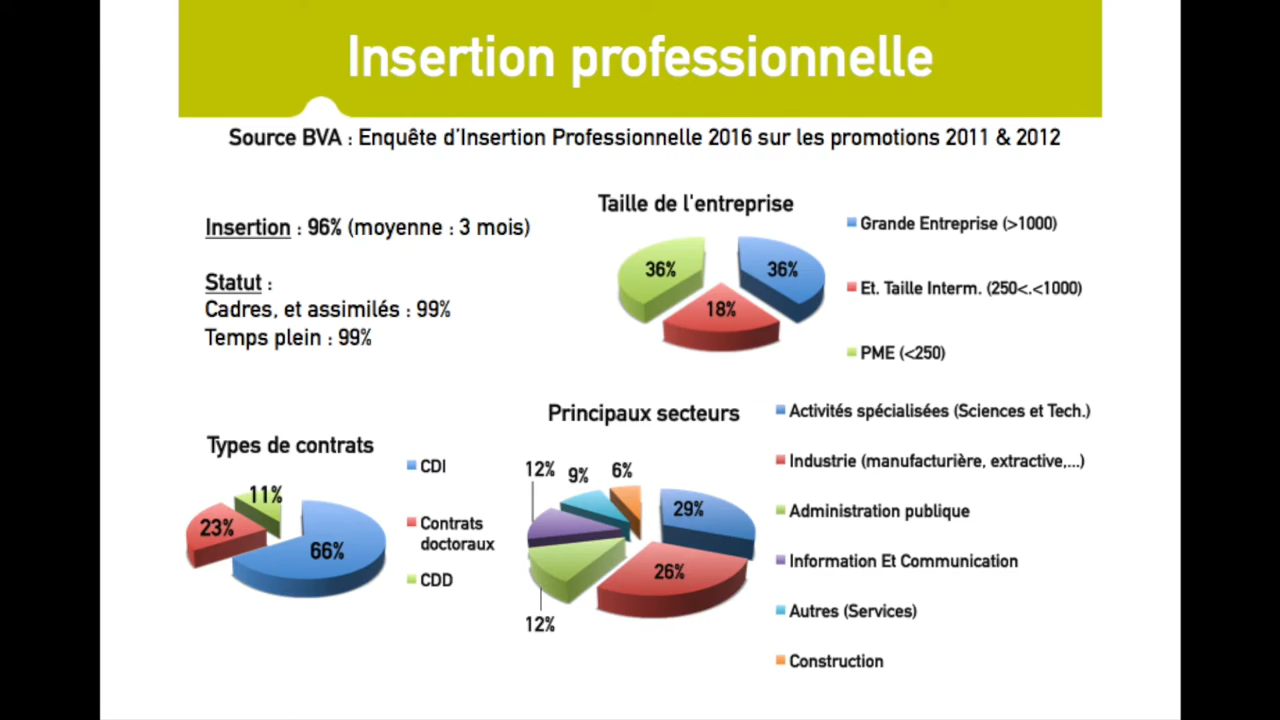 Insertion professionnelle
Source BVA : Enquête d'Insertion Professionnelle 2016 sur les promotions 2011 & 2012
Insertion : 96% (moyenne : 3 mois)
Statut :
Cadres, et assimilés : 99%
Temps plein : 99%
Taille de l'entreprise
36%
36%
18%
Grande Entreprise (>1000)
Et. Taille Interm. (250<.<1000)
PME (<250)
Types de contrats
11%
23%
66%
CDI
Contrats
doctoraux
CDD
Principaux secteurs
12%
9%
6%
29%
26%
12%
Activités spécialisées (Sciences et Tech.)
Industrie (manufacturière, extractive,...)
Administration publique
Information Et Communication
Autres (Services)
Construction